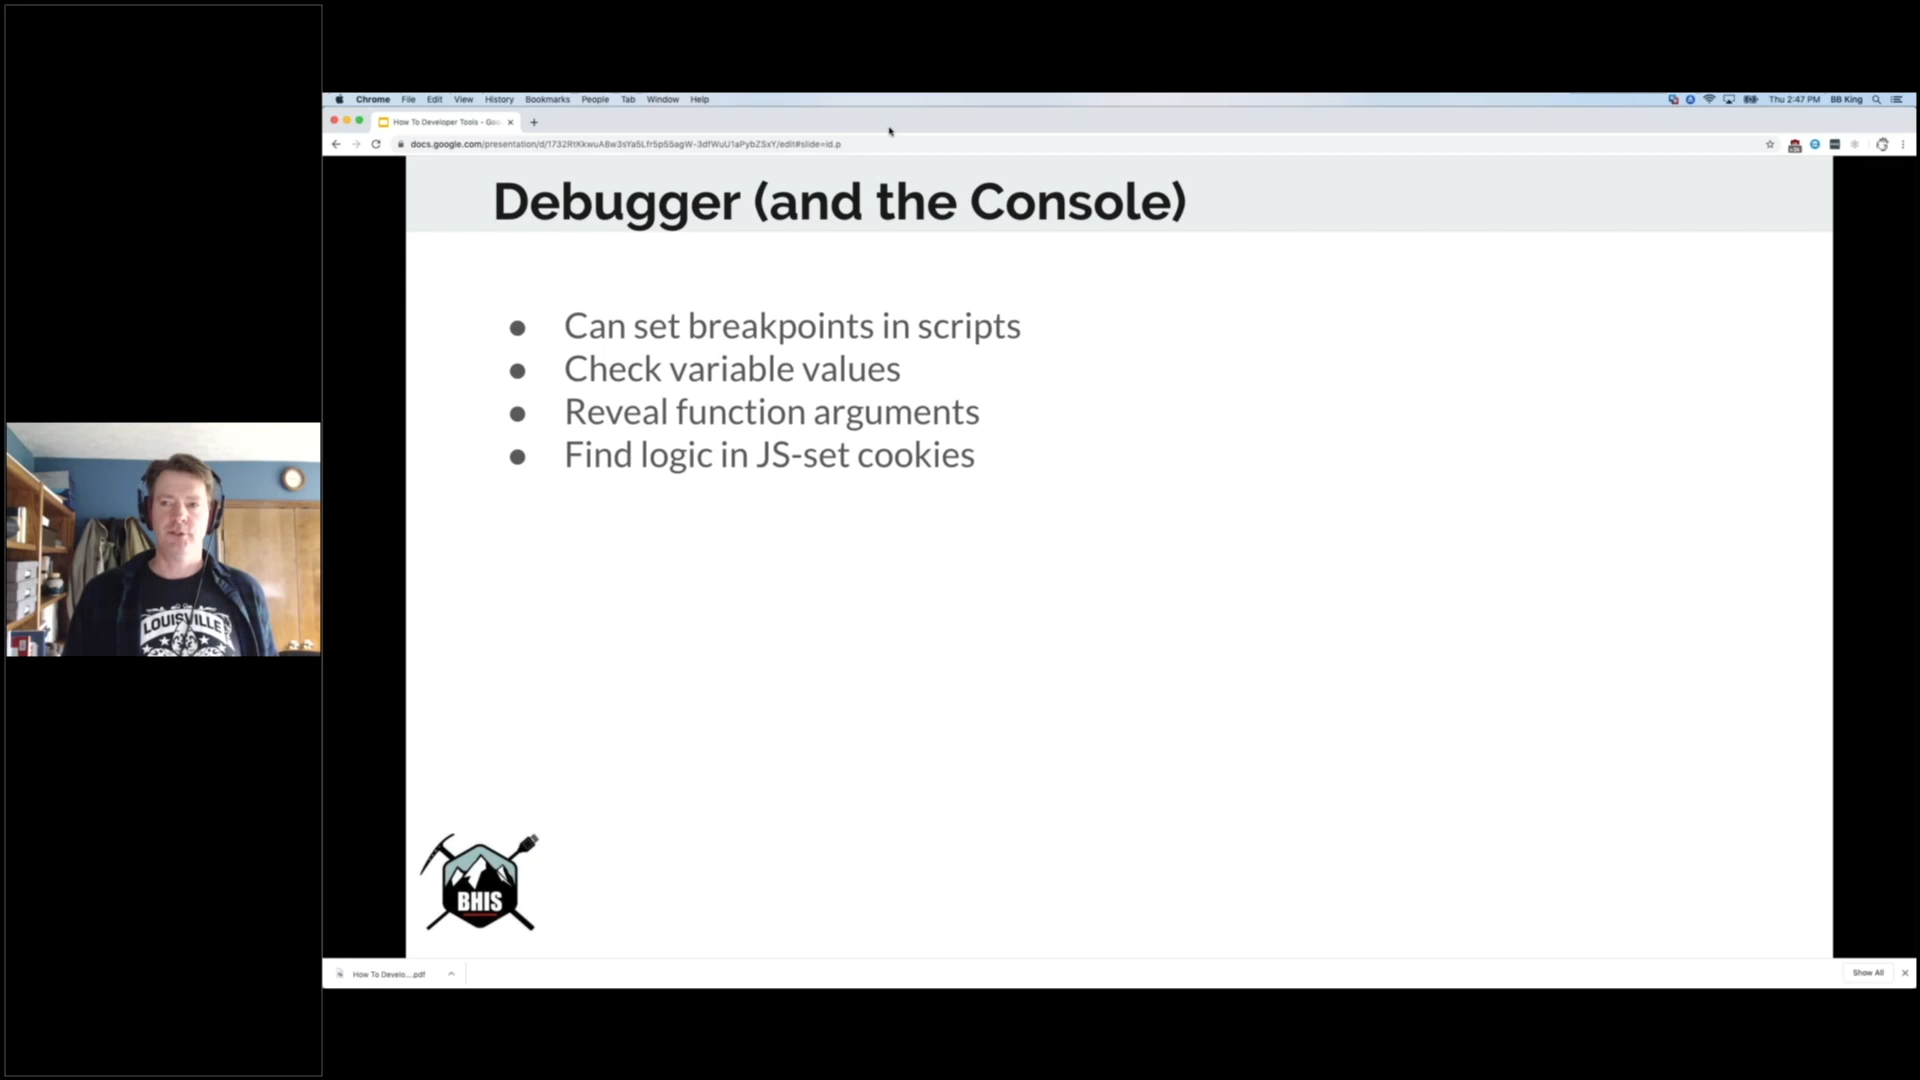 Chrome File Edit View History Bookmarks People Tab Window Help Thu 2:47 PM BB King
How To Developer Tools - Goo
docs.google.com/presentation/d/1732RtKkwuA8w3sYa5Lfr5p55agW-3dfWuU1aPybZSxY/edit#slide=id.p
Debugger (and the Console)
● Can set breakpoints in scripts
● Check variable values
● Reveal function arguments
● Find logic in JS-set cookies
LOUISVILLE
BHIS
How To Develo....pdf Show All